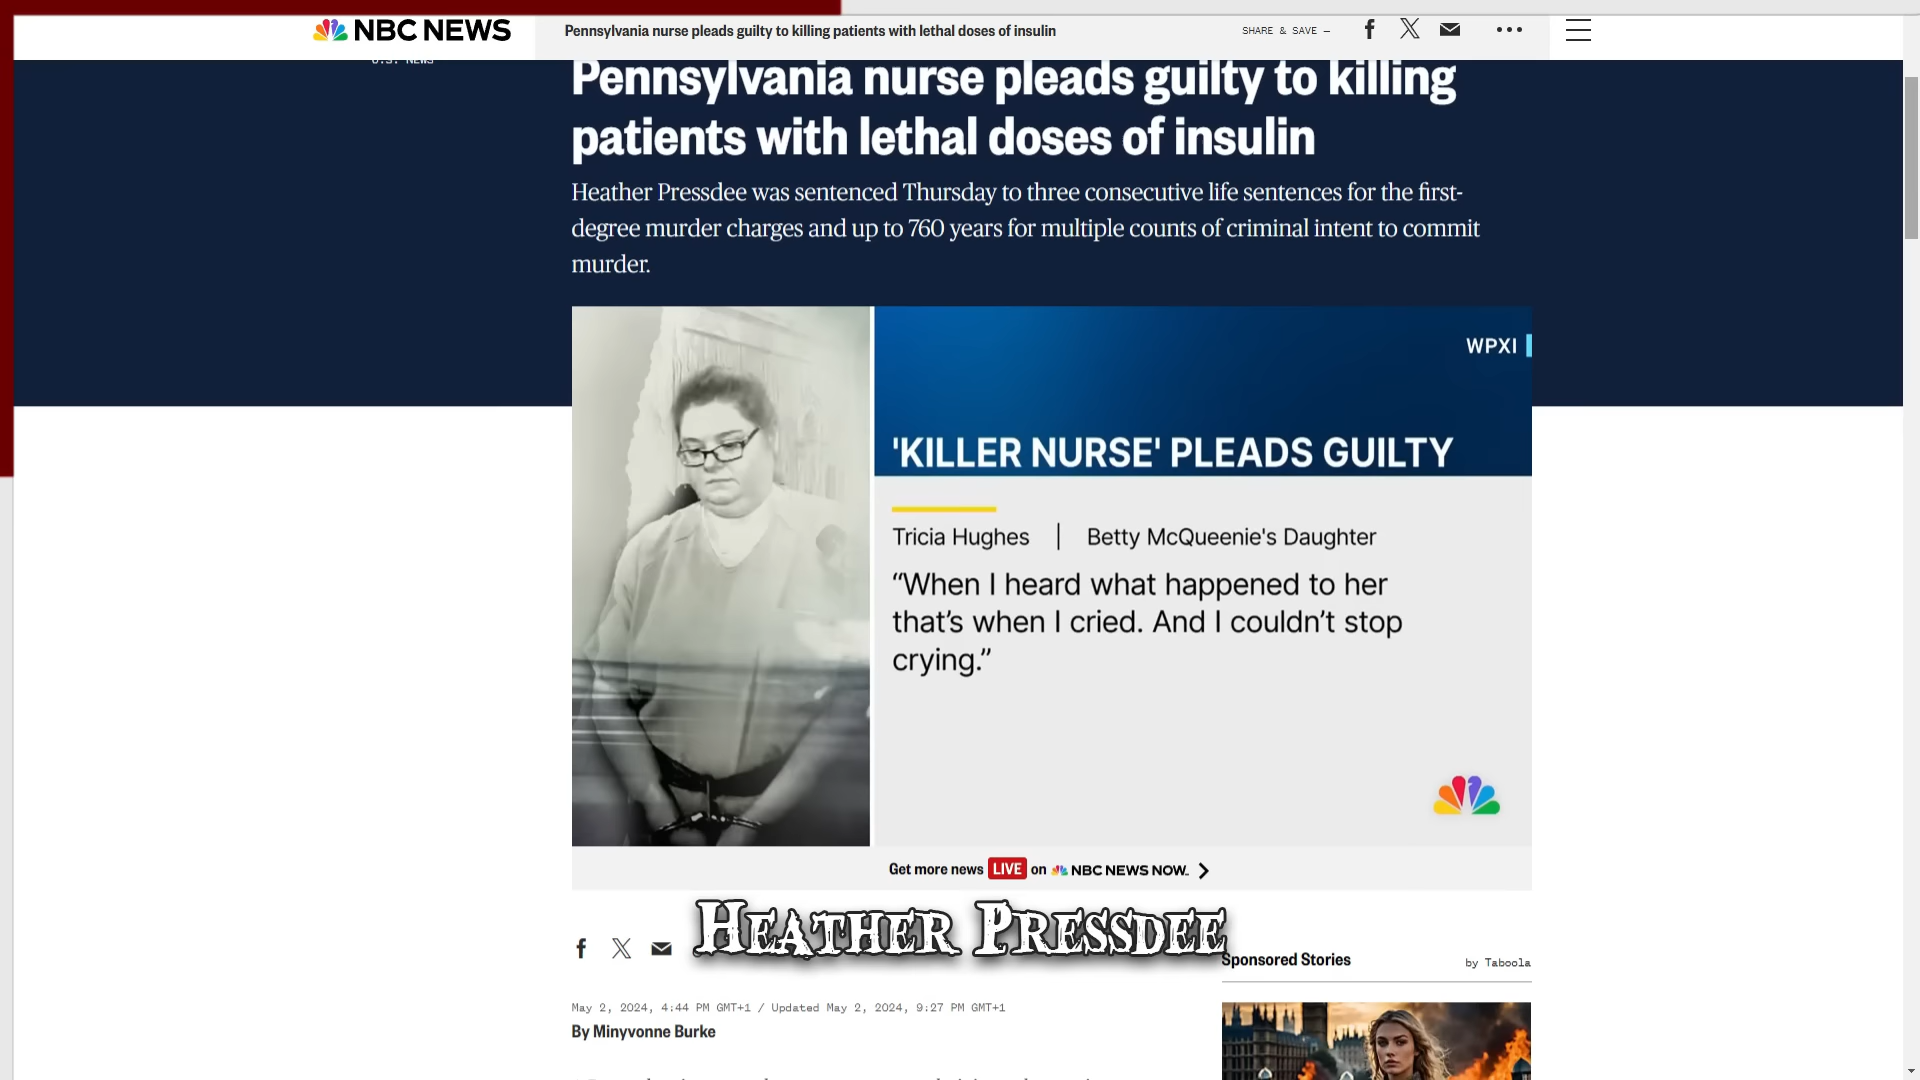 NBC NEWS
Pennsylvania nurse pleads guilty to killing patients with lethal doses of insulin
SHARE & SAVE —
U.S. NEWS
Pennsylvania nurse pleads guilty to killing
patients with lethal doses of insulin
Heather Pressdee was sentenced Thursday to three consecutive life sentences for the first-
degree murder charges and up to 760 years for multiple counts of criminal intent to commit
murder.
WPXI
'KILLER NURSE' PLEADS GUILTY
Tricia Hughes | Betty McQueenie's Daughter
“When I heard what happened to her
that’s when I cried. And I couldn’t stop
crying.”
Get more news LIVE on NBC NEWS NOW.
HEATHER PRESSDEE
Sponsored Stories
by Taboola
May 2, 2024, 4:44 PM GMT+1 / Updated May 2, 2024, 9:27 PM GMT+1
By Minyvonne Burke